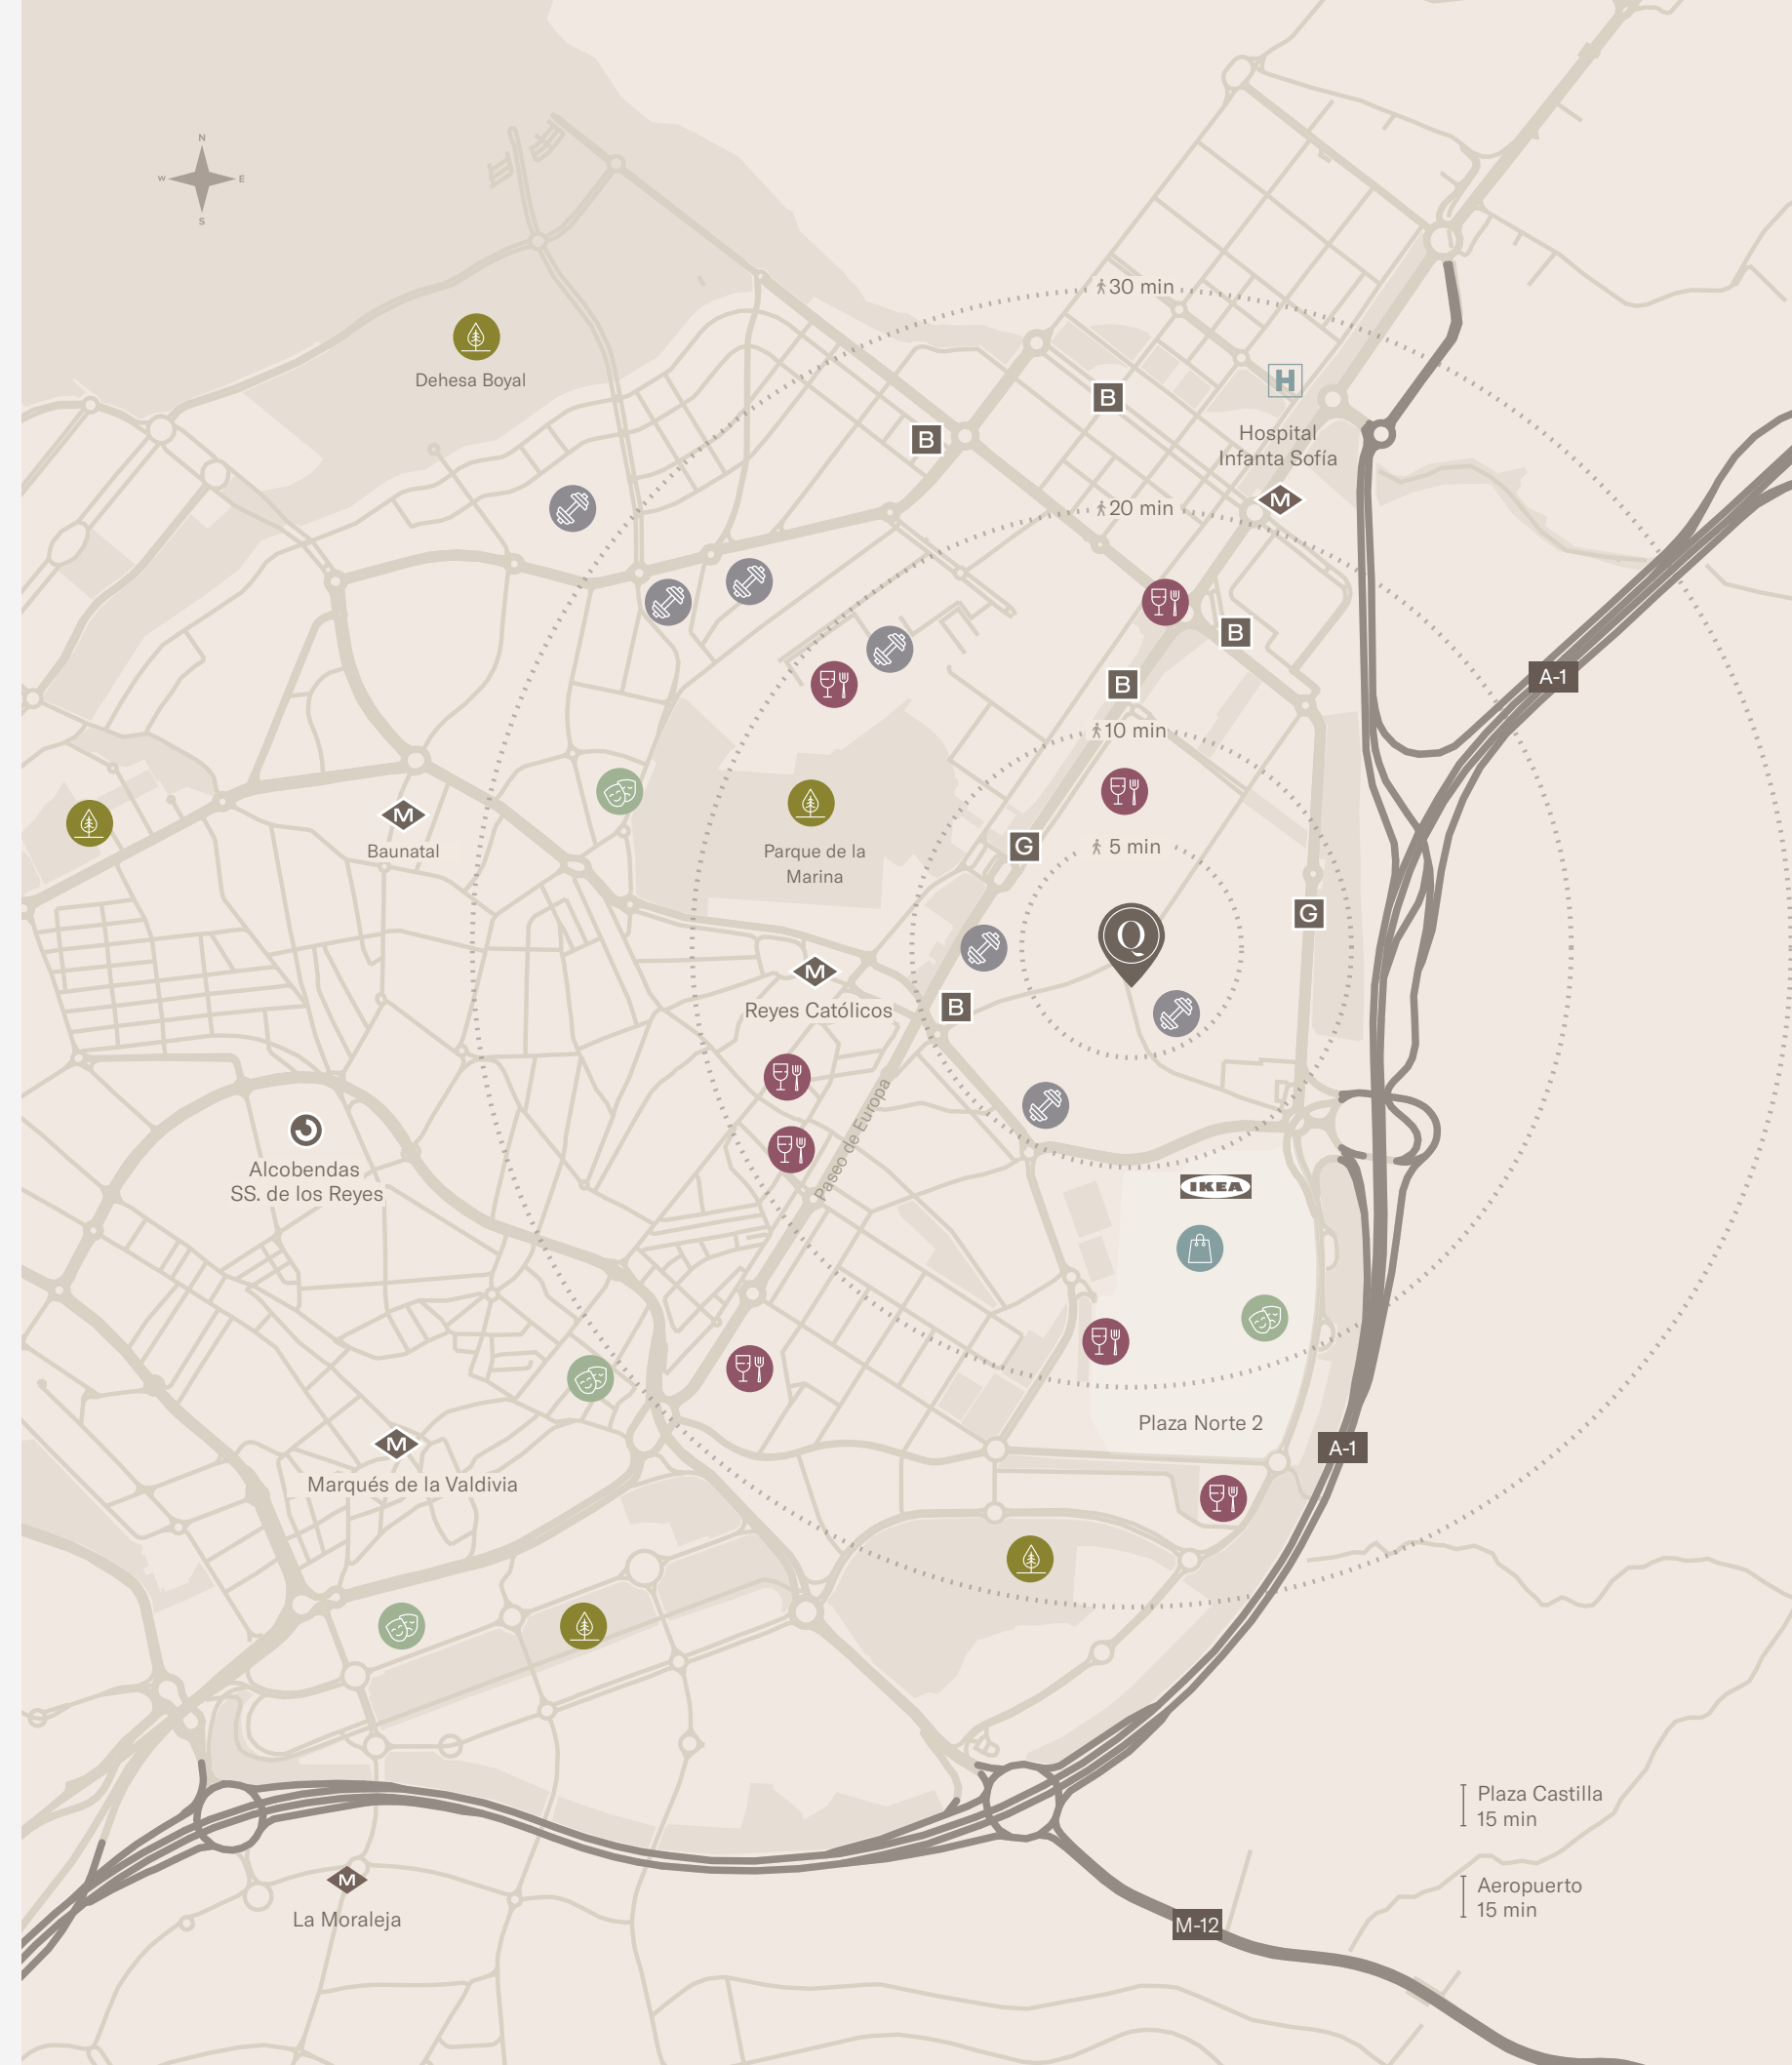 N
W
E
S
30 min
Dehesa Boyal
H
B
B
Hospital
Infanta Sofía
M
20 min
B
B
A-1
10 min
M
Baunatal
G
5 min
Parque de la
Marina
G
Q
M
Reyes Católicos
B
Paseo de Europa
Alcobendas
SS. de los Reyes
IKEA
Plaza Norte 2
M
A-1
Marqués de la Valdivia
Plaza Castilla
15 min
M
Aeropuerto
15 min
La Moraleja
M-12